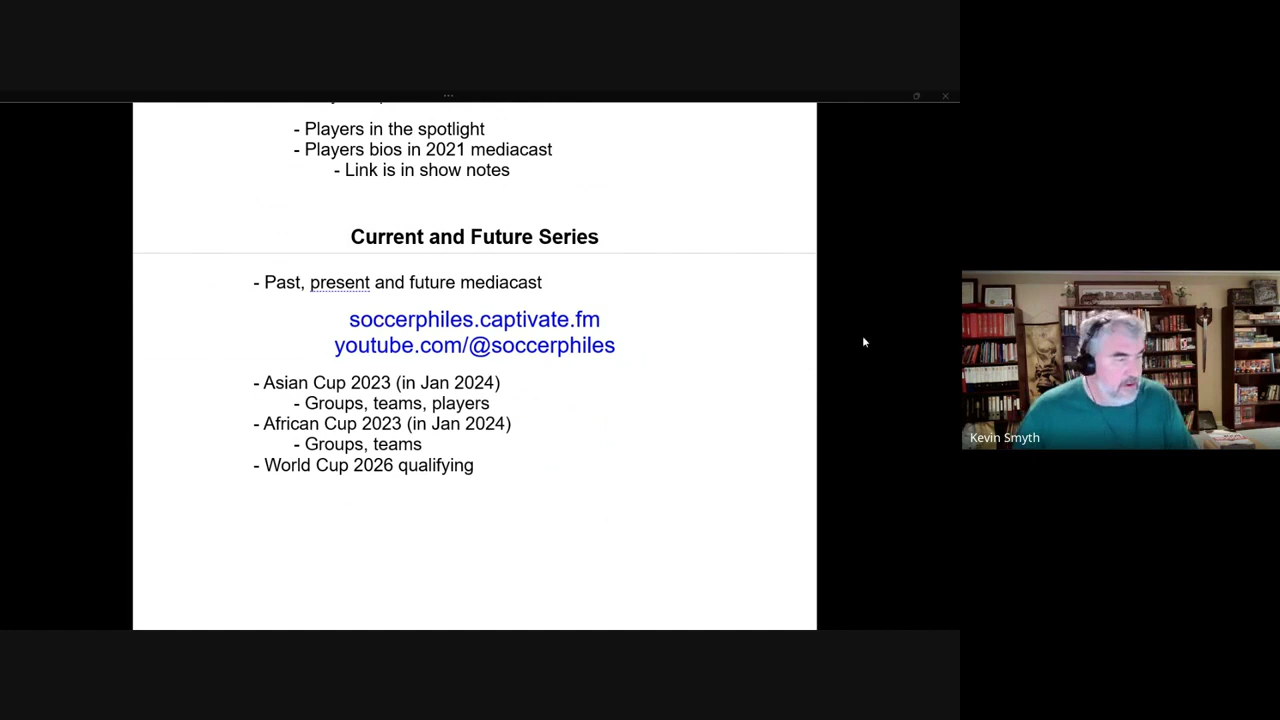 - Players in the spotlight
- Players bios in 2021 mediacast
- Link is in show notes
Current and Future Series
- Past, present and future mediacast
soccerphiles.captivate.fm
youtube.com/@soccerphiles
- Asian Cup 2023 (in Jan 2024)
- Groups, teams, players
- African Cup 2023 (in Jan 2024)
- Groups, teams
- World Cup 2026 qualifying
Kevin Smyth